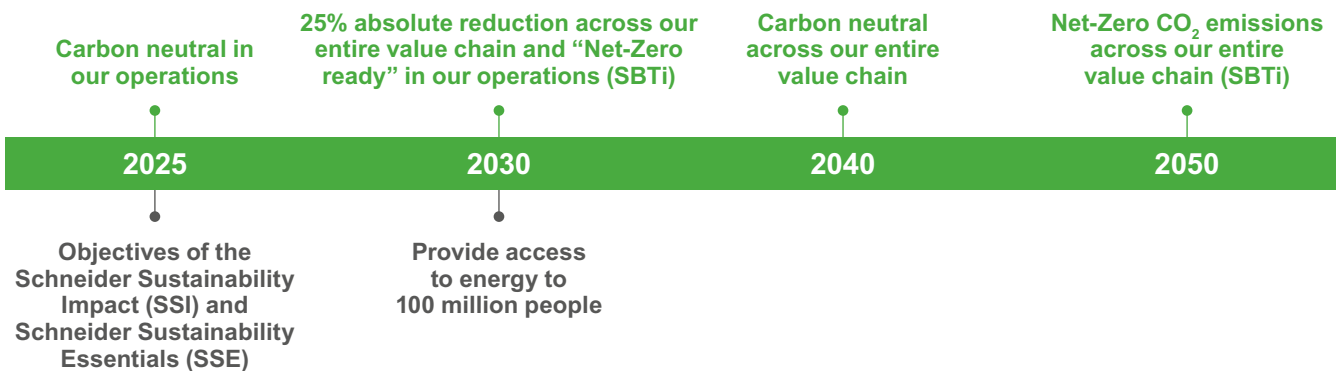 Carbon neutral in
our operations
25% absolute reduction across our
entire value chain and “Net-Zero
ready” in our operations (SBTi)
Carbon neutral
across our entire
value chain
Net-Zero CO₂ emissions
across our entire
value chain (SBTi)
2025
2030
2040
2050
Objectives of the
Schneider Sustainability
Impact (SSI) and
Schneider Sustainability
Essentials (SSE)
Provide access
to energy to
100 million people